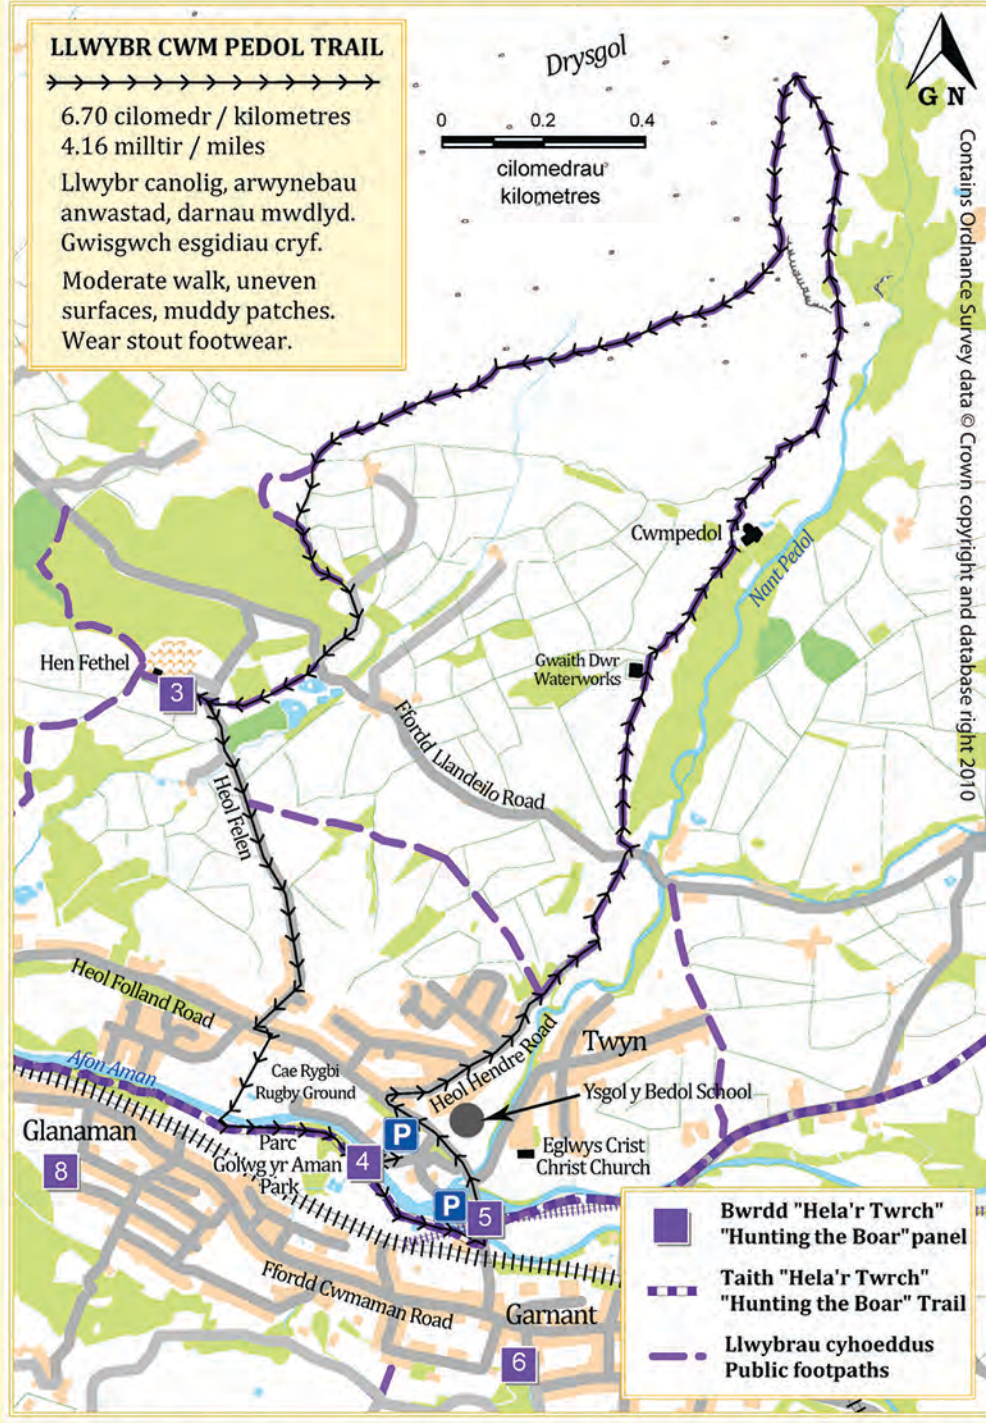 LLWYBR CWM PEDOL TRAIL
6.70 cilomedr / kilometres
4.16 milltir / miles
Llwybr canolig, arwynebau
anwastad, darnau mwdlyd.
Gwisgwch esgidiau cryf.
Moderate walk, uneven
surfaces, muddy patches.
Wear stout footwear.
Drysgol
0 0.2 0.4
cilomedrau
kilometres
G N
Contains Ordnance Survey data © Crown copyright and database right 2010
Cwmpedol
Nant Pedol
Hen Fethel
3
Gwaith Dwr
Waterworks
Ffordd Llandeilo Road
Heol Felen
Heol Folland Road
Afon Aman
Cae Rygbi
Rugby Ground
Heol Hendre Road
Twyn
Ysgol y Bedol School
Glanaman
8
Parc
Golwg yr Aman
Park
4
P
Eglwys Crist
Christ Church
P
5
Ffordd Cwmaman Road
Garnant
6
Bwrdd "Hela'r Twrch"
"Hunting the Boar"panel
Taith "Hela'r Twrch"
"Hunting the Boar" Trail
Llwybrau cyhoeddus
Public footpaths